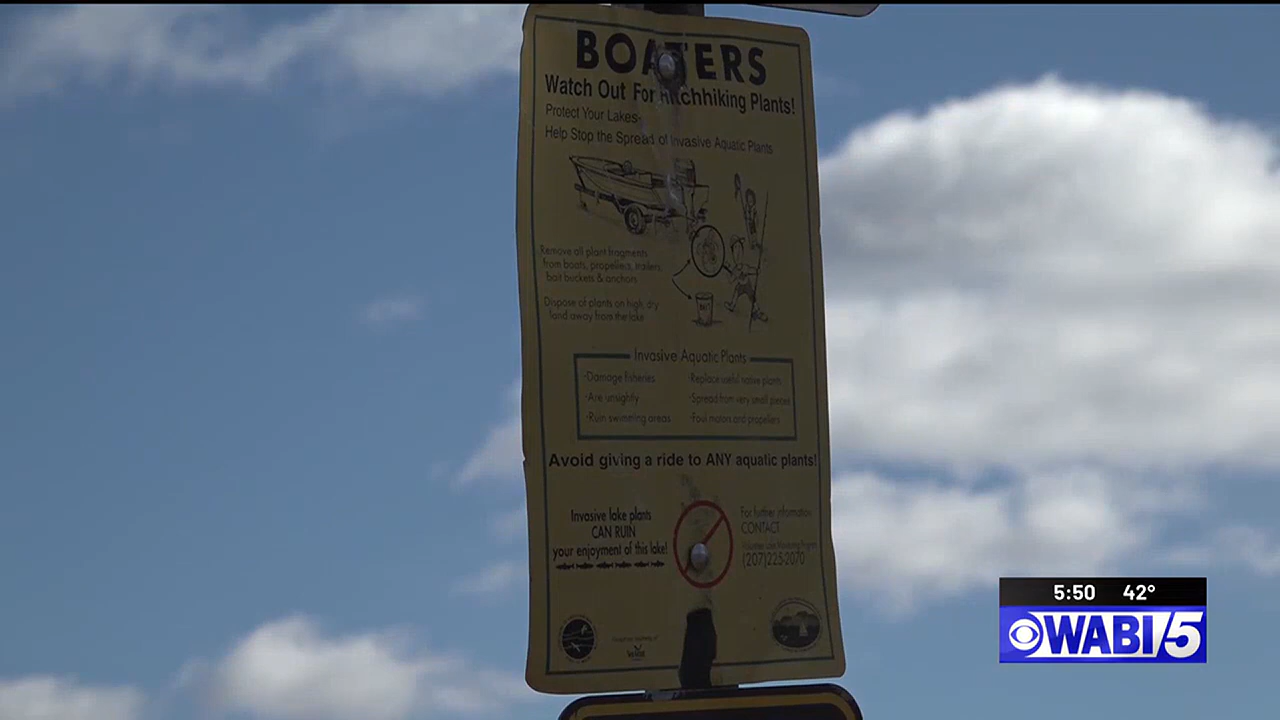 BOATERS
Watch Out For Hitchhiking Plants!
Protect Your Lakes-
Help Stop the Spread of Invasive Aquatic Plants
Remove all plant fragments
from boats, propellers, trailers,
bait buckets & anchors
Dispose of plants on high, dry
land away from the lake
Invasive Aquatic Plants
-Damage fisheries
-Replace useful native plants
-Are unsightly
-Spread from very small pieces
-Ruin swimming areas
-Foul motors and propellers
Avoid giving a ride to ANY aquatic plants!
Invasive lake plants
CAN RUIN
your enjoyment of this lake!
For further information
CONTACT
Volunteer Lake Monitoring Program
(207)225-2070
5:50 42°
WABI5